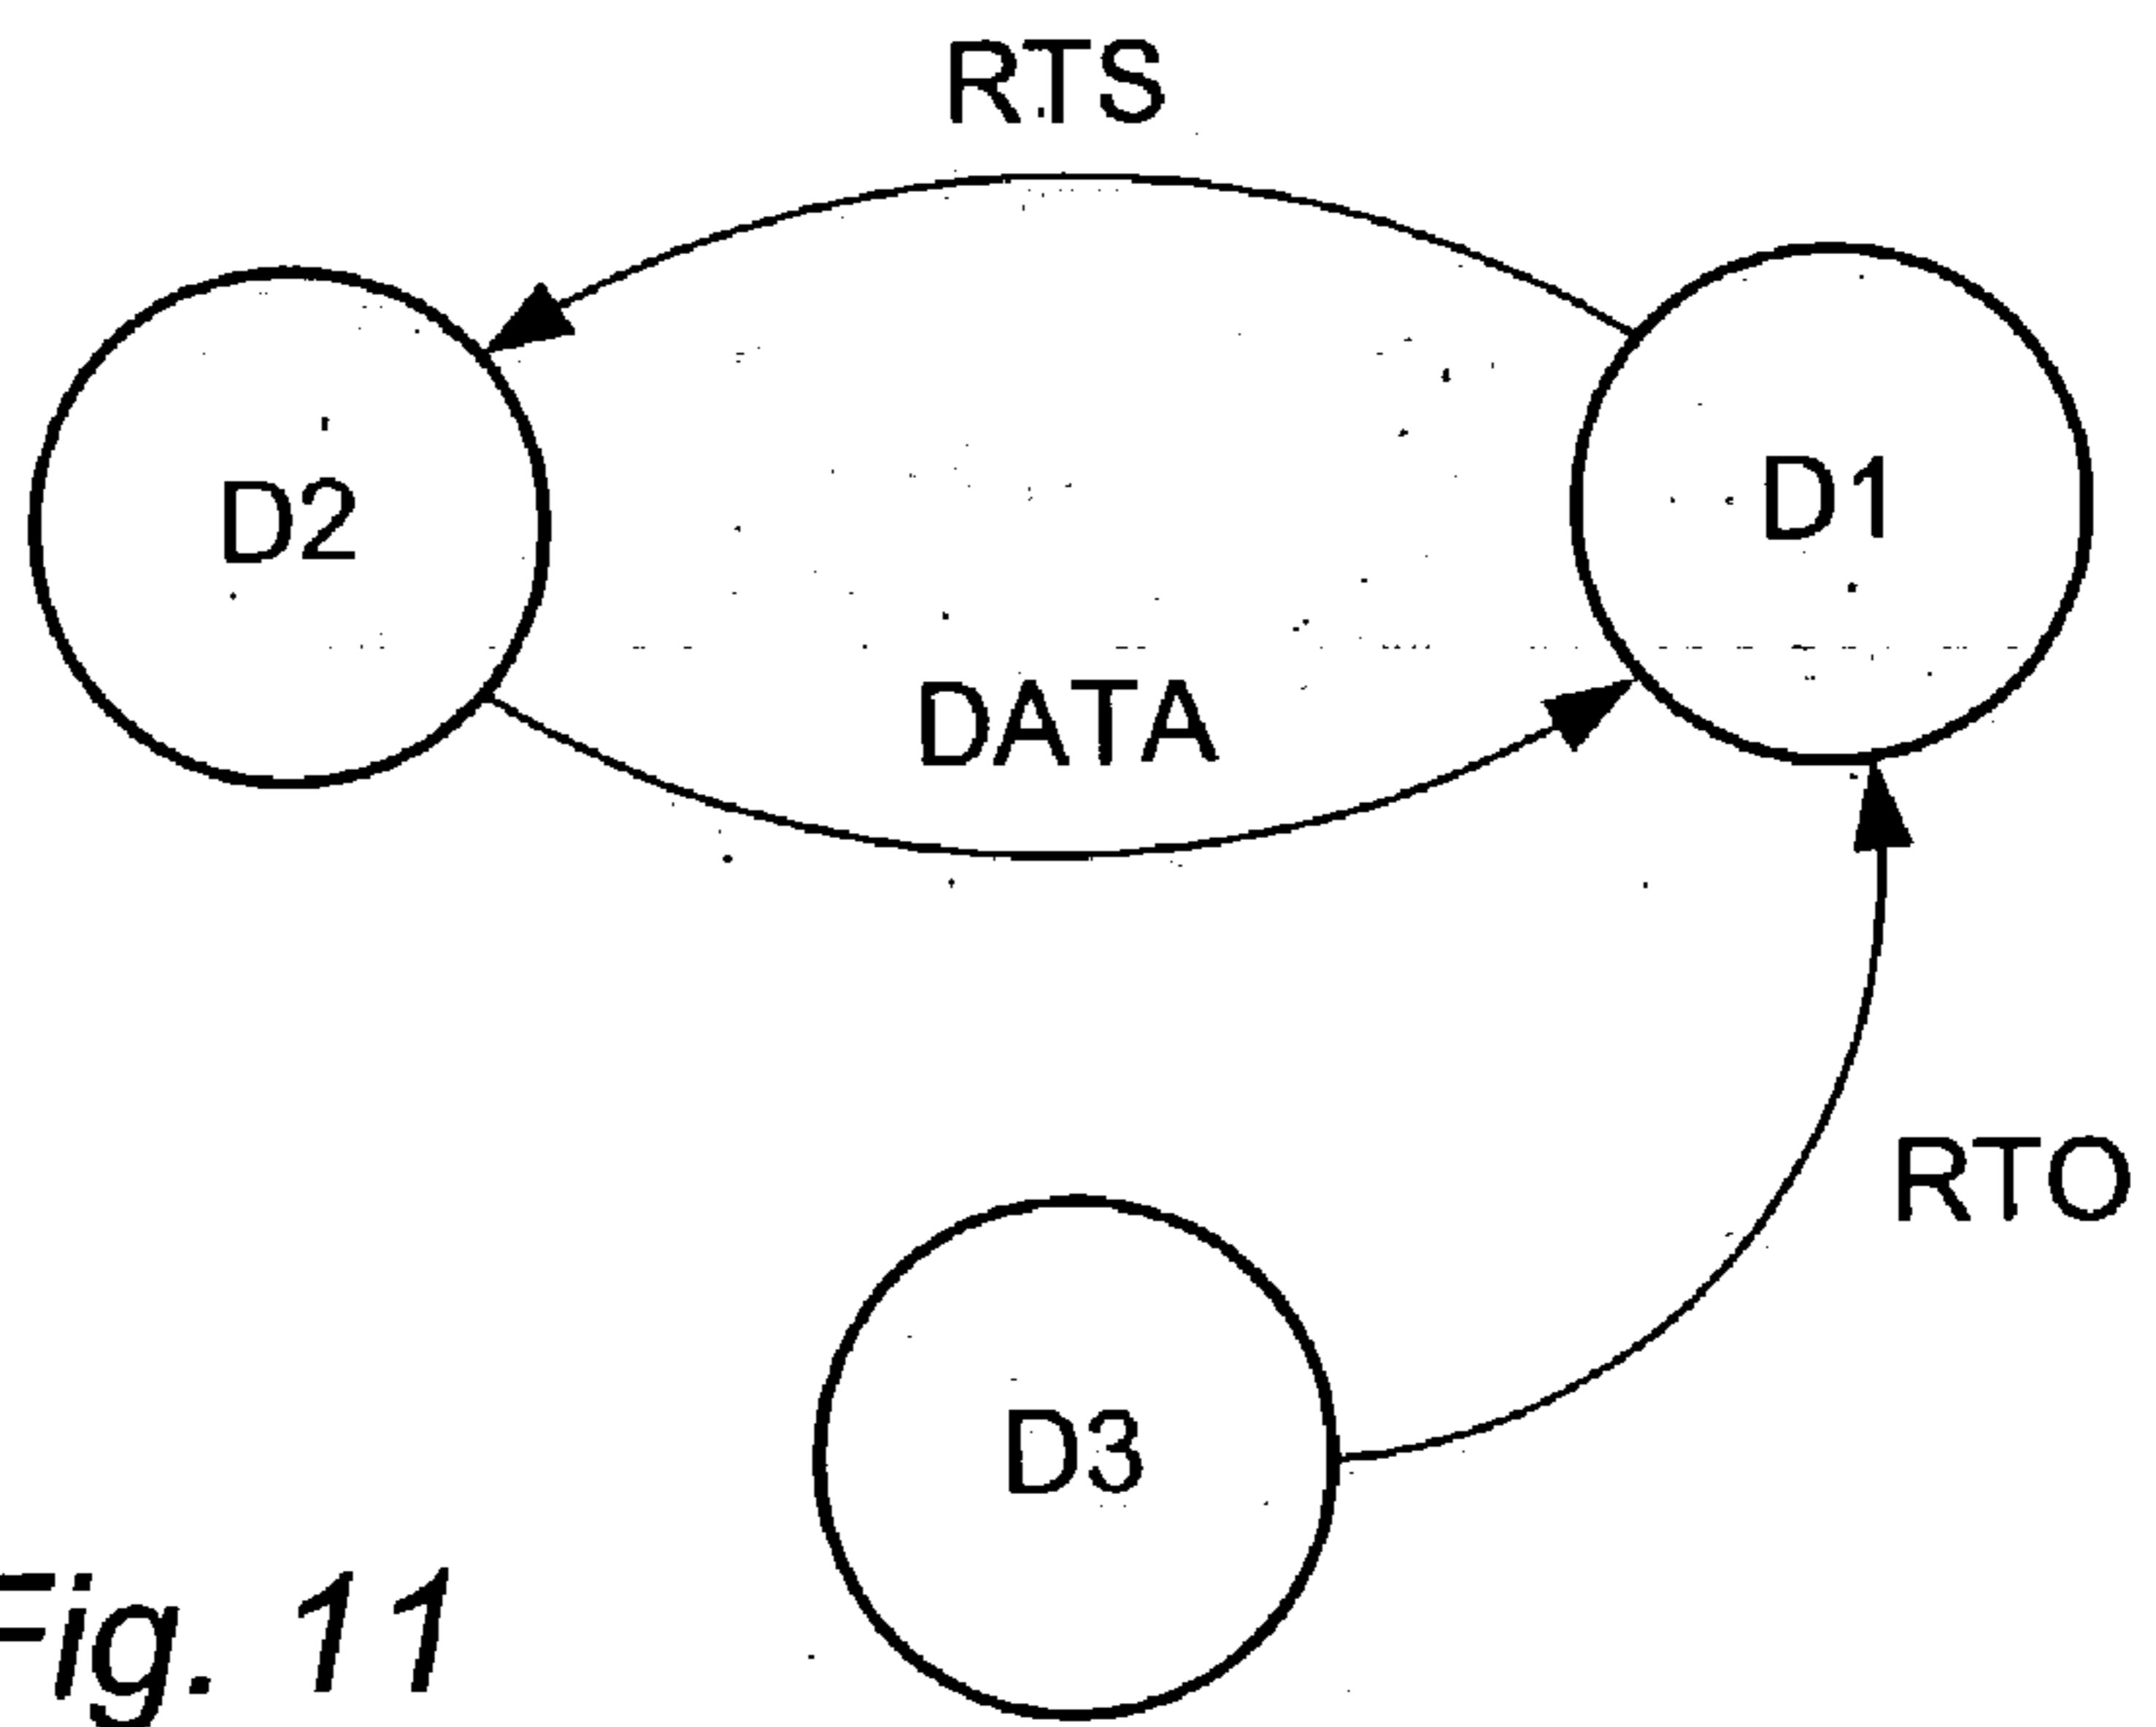 RTS
D2
D1
DATA
RTO
D3
Fig. 11